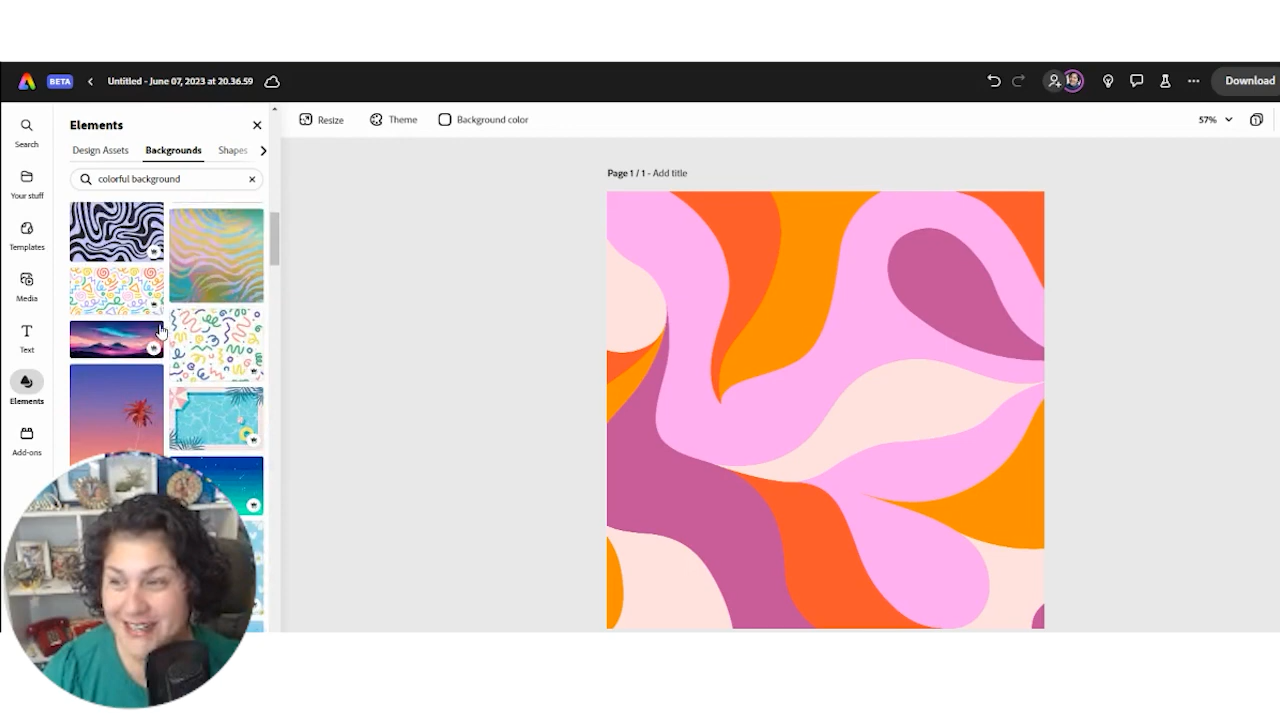 BETA
Untitled - June 07, 2023 at 20.36.59
Download
Search
Your stuff
Templates
Media
Text
Elements
Add-ons
Elements
Design Assets
Backgrounds
Shapes
colorful background
Resize
Theme
Background color
57%
Page 1 / 1 - Add title